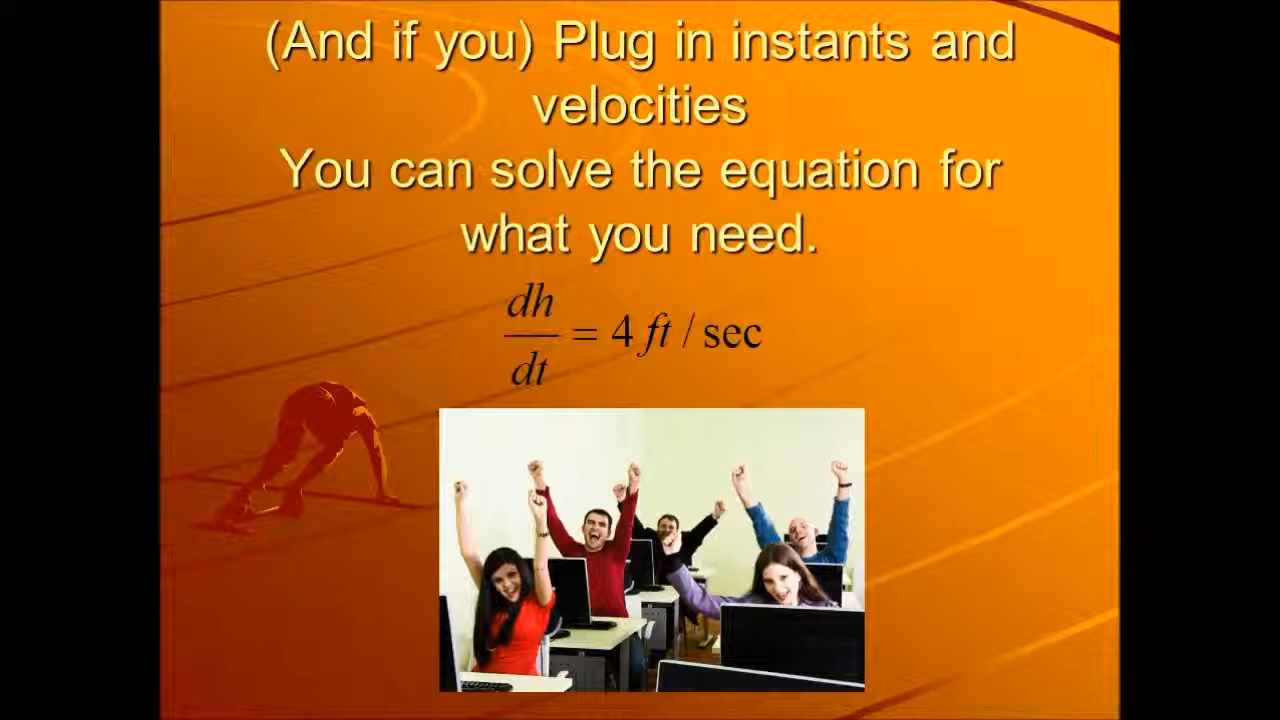 (And if you) Plug in instants and
velocities
You can solve the equation for
what you need.
dh/dt = 4 ft / sec